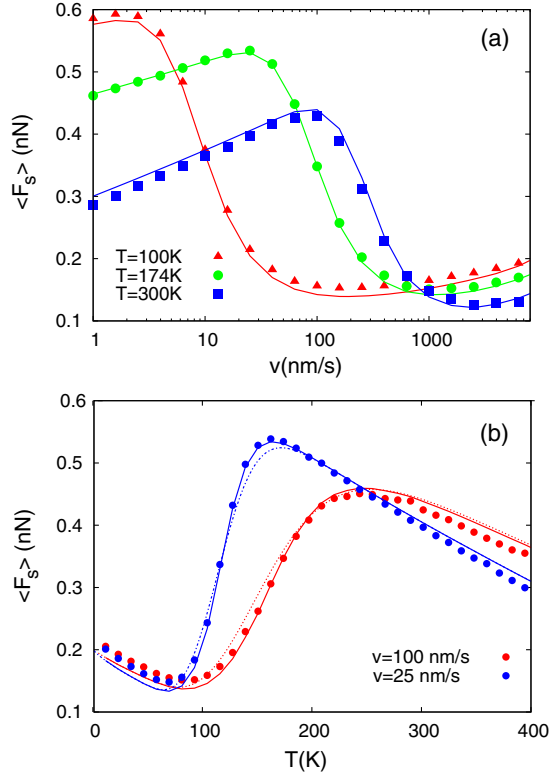 (a)
0.6
0.5
0.4
0.3
0.2
0.1
<F_s> (nN)
T=100K
T=174K
T=300K
1 10 100 1000
v(nm/s)
(b)
0.6
0.5
0.4
0.3
0.2
0.1
<F_s> (nN)
v=100 nm/s
v=25 nm/s
0 100 200 300 400
T(K)